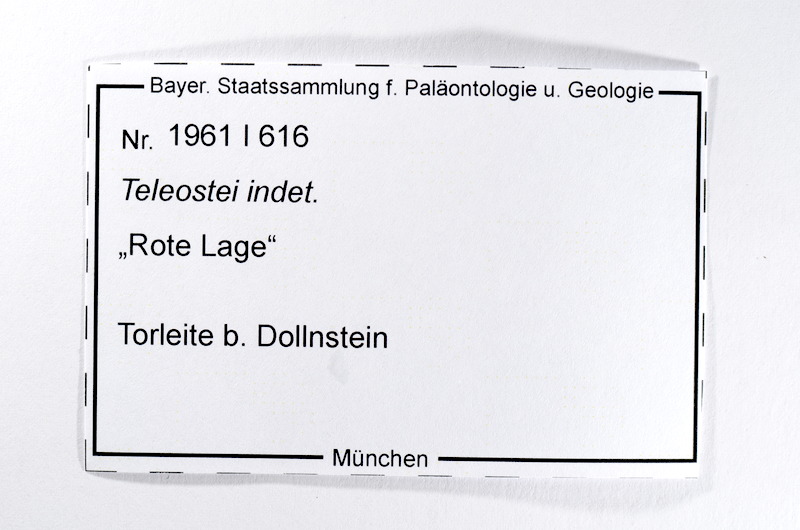 Bayer. Staatssammlung f. Paläontologie u. Geologie
Nr. 1961 I 616
Teleostei indet.
„Rote Lage“
Torleite b. Dollnstein
München